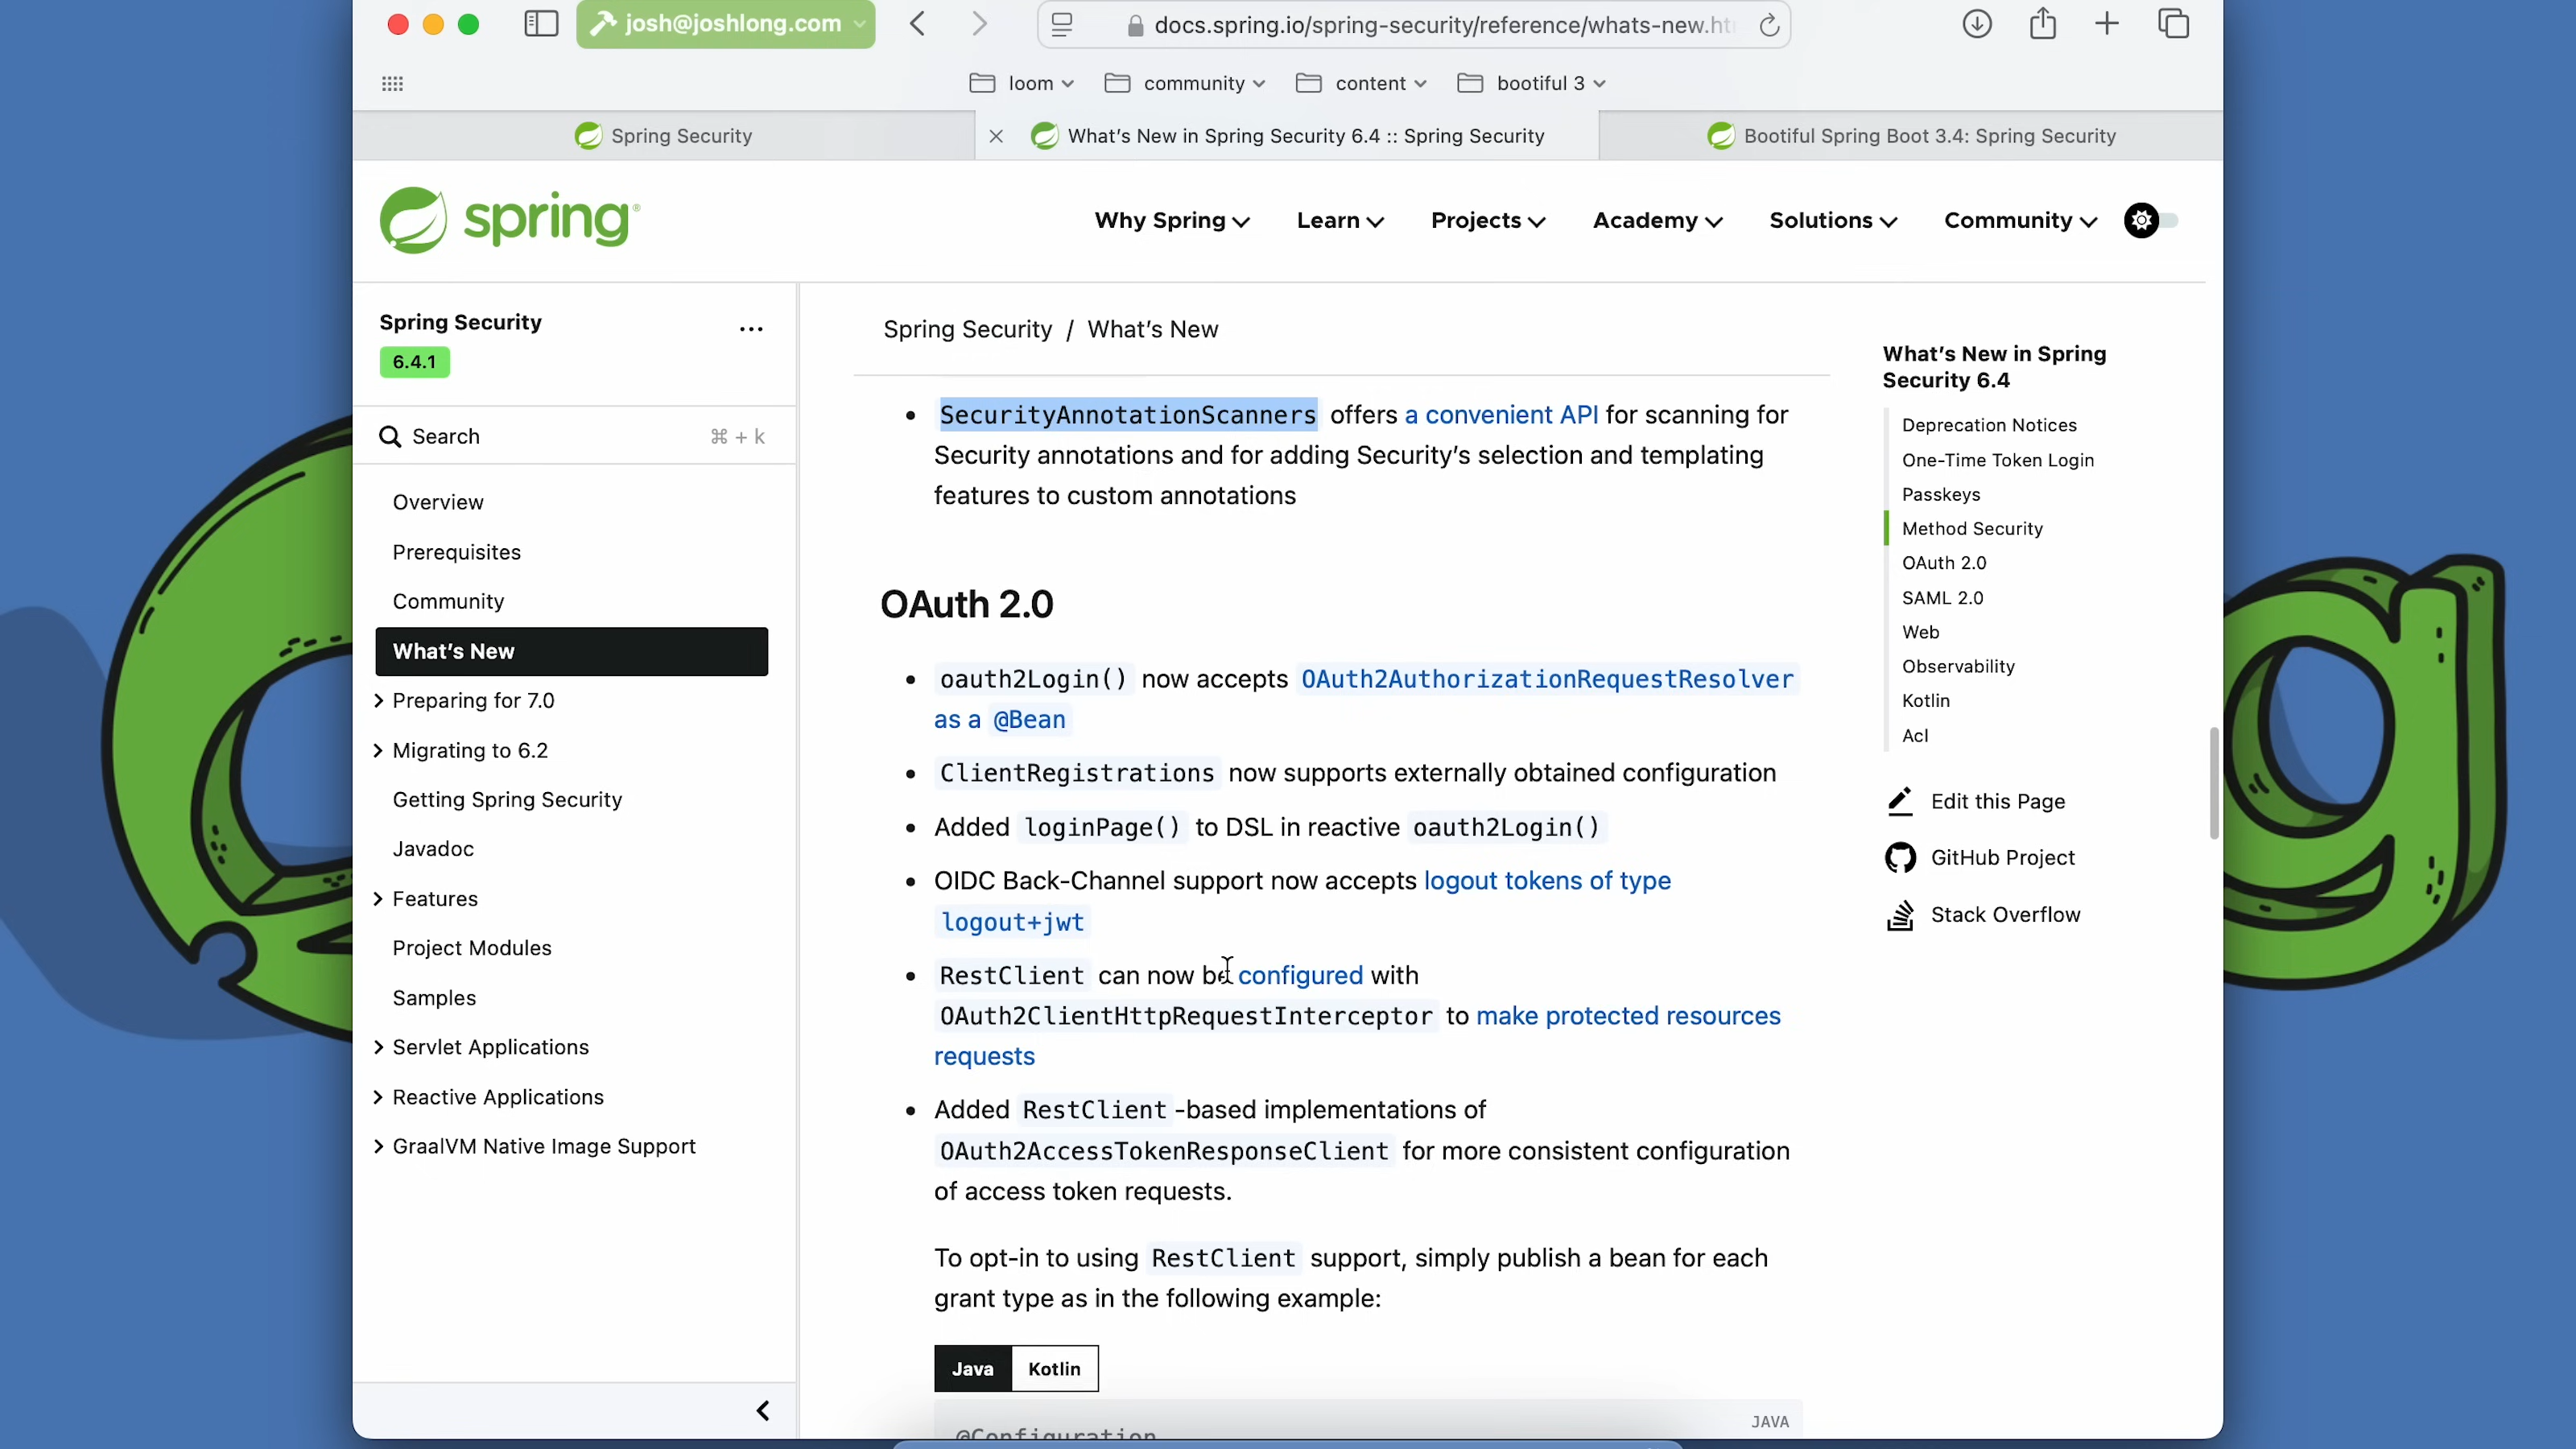 josh@joshlong.com
docs.spring.io/spring-security/reference/whats-new.ht
loom
community
content
bootiful 3
Spring Security
What's New in Spring Security 6.4 :: Spring Security
Bootiful Spring Boot 3.4: Spring Security
spring
Why Spring
Learn
Projects
Academy
Solutions
Community
Spring Security
...
6.4.1
Search
⌘ + k
Overview
Prerequisites
Community
What's New
Preparing for 7.0
Migrating to 6.2
Getting Spring Security
Javadoc
Features
Project Modules
Samples
Servlet Applications
Reactive Applications
GraalVM Native Image Support
Spring Security / What's New
SecurityAnnotationScanners offers a convenient API for scanning for
Security annotations and for adding Security's selection and templating
features to custom annotations
OAuth 2.0
oauth2Login() now accepts OAuth2AuthorizationRequestResolver
as a @Bean
ClientRegistrations now supports externally obtained configuration
Added loginPage() to DSL in reactive oauth2Login()
OIDC Back-Channel support now accepts logout tokens of type
logout+jwt
RestClient can now be configured with
OAuth2ClientHttpRequestInterceptor to make protected resources
requests
Added RestClient-based implementations of
OAuth2AccessTokenResponseClient for more consistent configuration
of access token requests.
To opt-in to using RestClient support, simply publish a bean for each
grant type as in the following example:
Java
Kotlin
JAVA
@Configuration
What's New in Spring
Security 6.4
Deprecation Notices
One-Time Token Login
Passkeys
Method Security
OAuth 2.0
SAML 2.0
Web
Observability
Kotlin
Acl
Edit this Page
GitHub Project
Stack Overflow